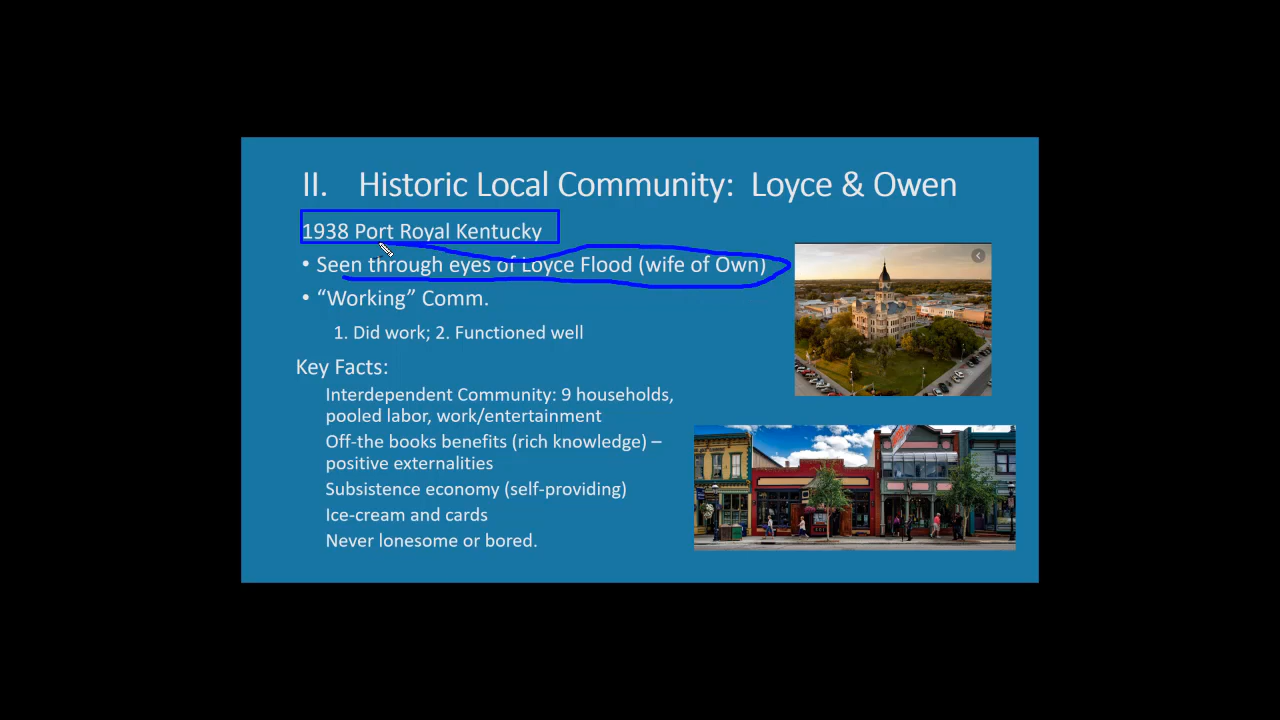 II. Historic Local Community: Loyce & Owen
1938 Port Royal Kentucky
• Seen through eyes of Loyce Flood (wife of Own)
• “Working” Comm.
1. Did work; 2. Functioned well
Key Facts:
Interdependent Community: 9 households,
pooled labor, work/entertainment
Off-the books benefits (rich knowledge) –
positive externalities
Subsistence economy (self-providing)
Ice-cream and cards
Never lonesome or bored.